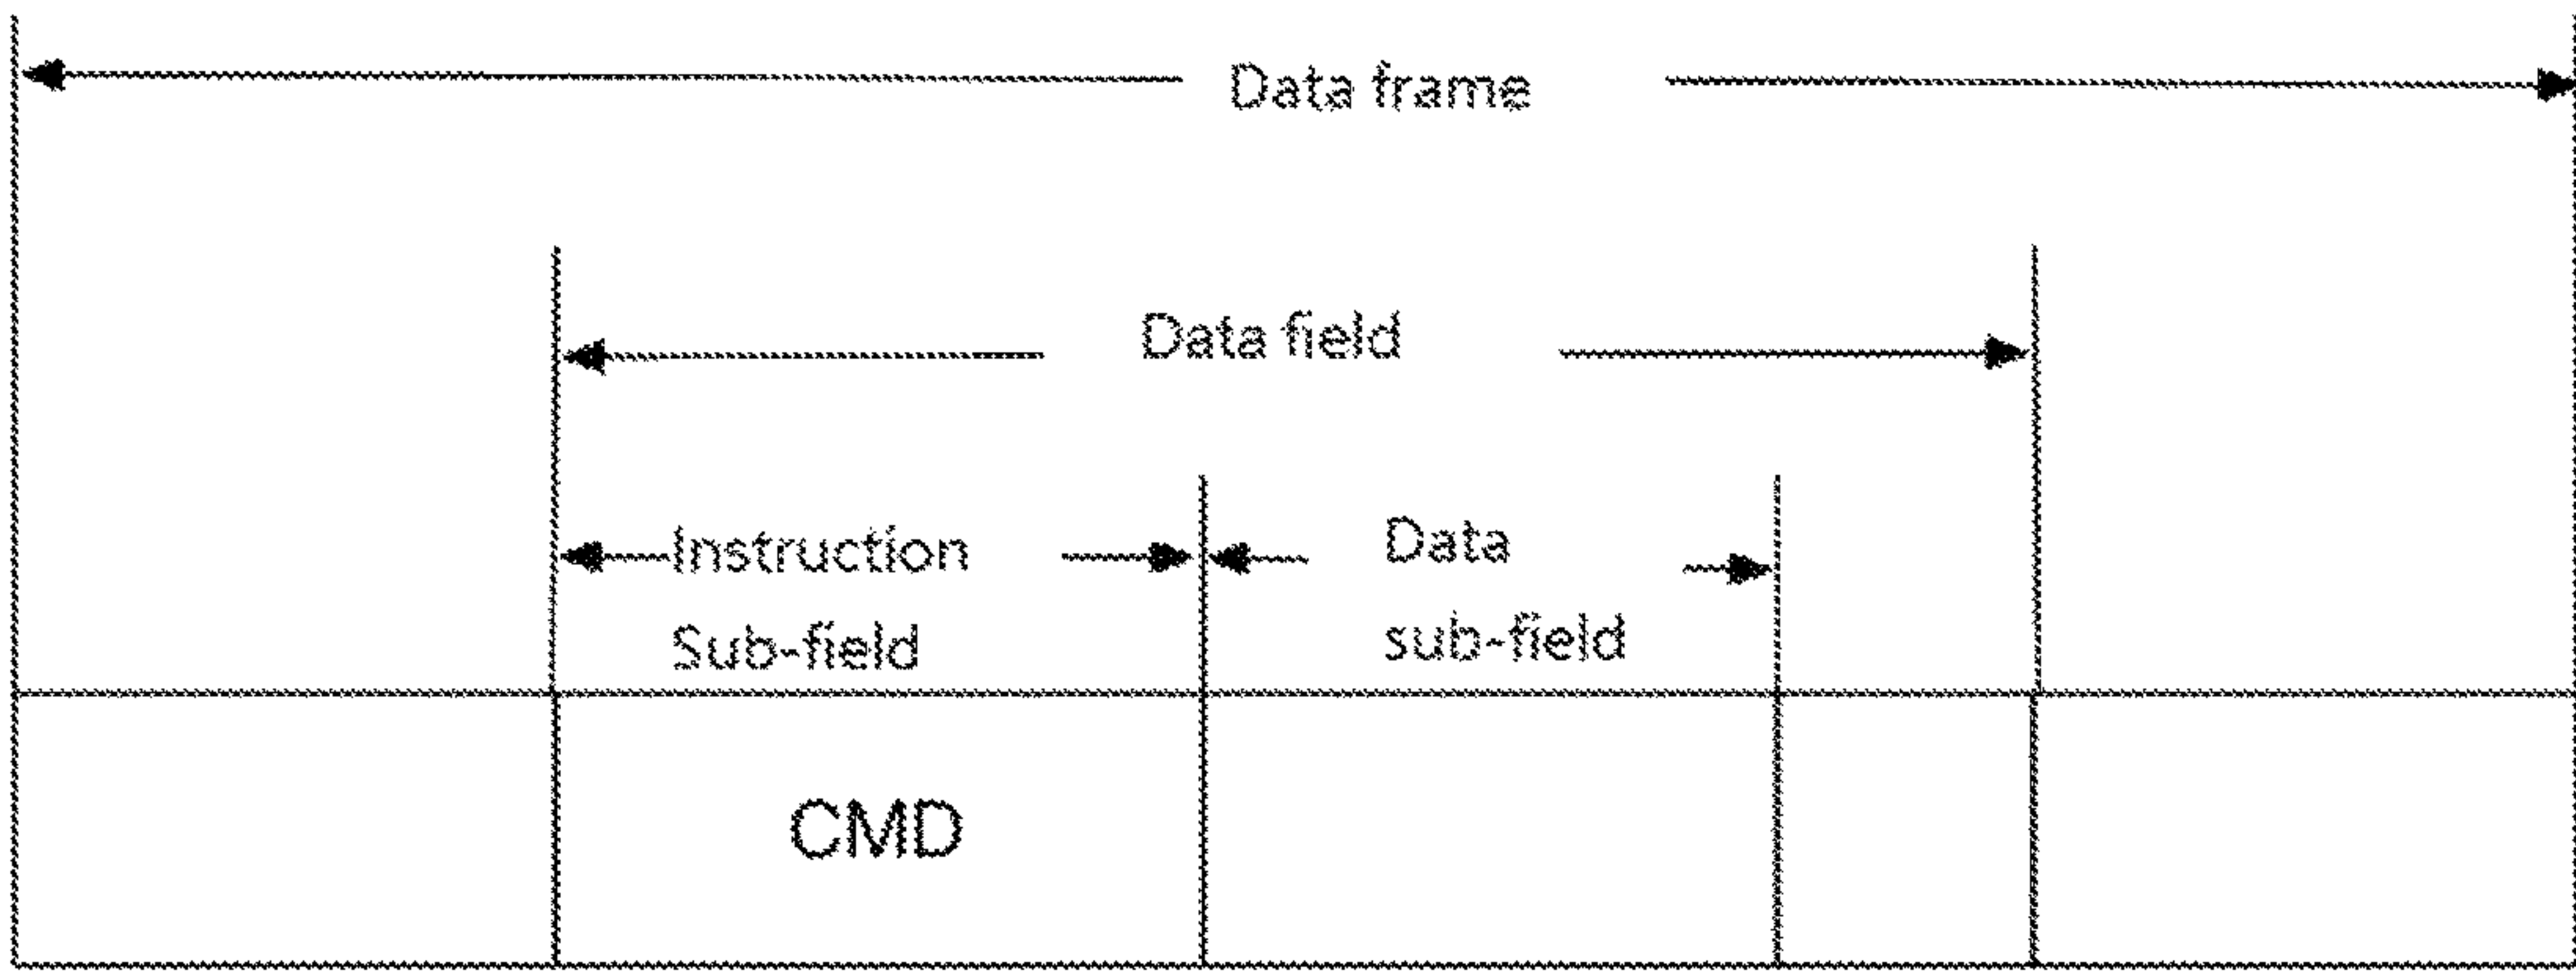 Data frame
Data field
Instruction
Sub-field
Data
sub-field
CMD